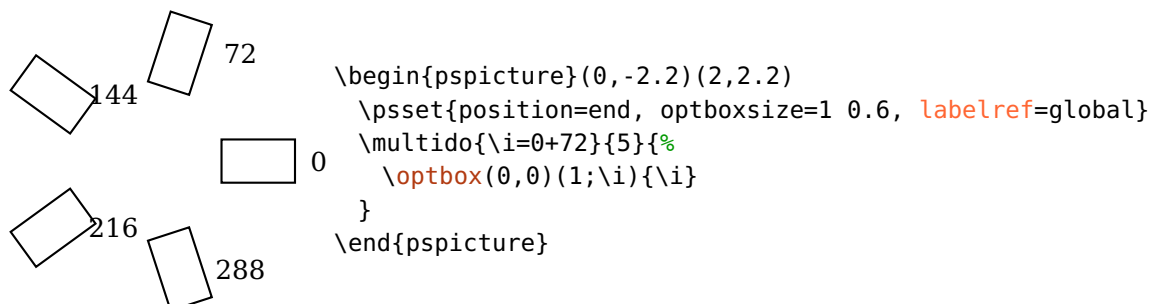 72
144
0
216
288
\begin{pspicture}(0,-2.2)(2,2.2)
  \psset{position=end, optboxsize=1 0.6, labelref=global}
  \multido{\i=0+72}{5}{%
    \optbox(0,0)(1;\i){\i}
  }
\end{pspicture}